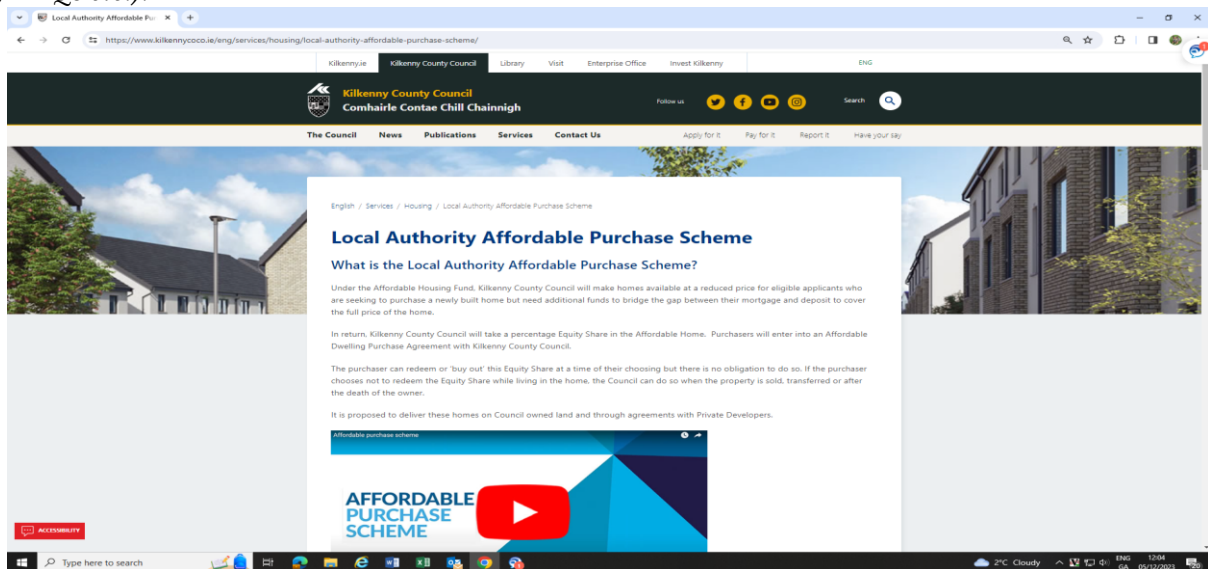 Local Authority Affordable Pur
https://www.kilkennycoco.ie/eng/services/housing/local-authority-affordable-purchase-scheme/
Kilkenny.ie Kilkenny County Council Library Visit Enterprise Office Invest Kilkenny ENG
Kilkenny County Council
Comhairle Contae Chill Chainnigh
Follow us Search
The Council News Publications Services Contact Us Apply for it Pay for it Report it Have your say
English / Services / Housing / Local Authority Affordable Purchase Scheme
Local Authority Affordable Purchase Scheme
What is the Local Authority Affordable Purchase Scheme?
Under the Affordable Housing Fund, Kilkenny County Council will make homes available at a reduced price for eligible applicants who
are seeking to purchase a newly built home but need additional funds to bridge the gap between their mortgage and deposit to cover
the full price of the home.
In return, Kilkenny County Council will take a percentage Equity Share in the Affordable Home. Purchasers will enter into an Affordable
Dwelling Purchase Agreement with Kilkenny County Council.
The purchaser can redeem or 'buy out' this Equity Share at a time of their choosing but there is no obligation to do so. If the purchaser
chooses not to redeem the Equity Share while living in the home, the Council can do so when the property is sold, transferred or after
the death of the owner.
It is proposed to deliver these homes on Council owned land and through agreements with Private Developers.
Affordable purchase scheme
AFFORDABLE
PURCHASE
SCHEME
ACCESSIBILITY
Type here to search
2°C Cloudy
ENG 12:04
GA 05/12/2023